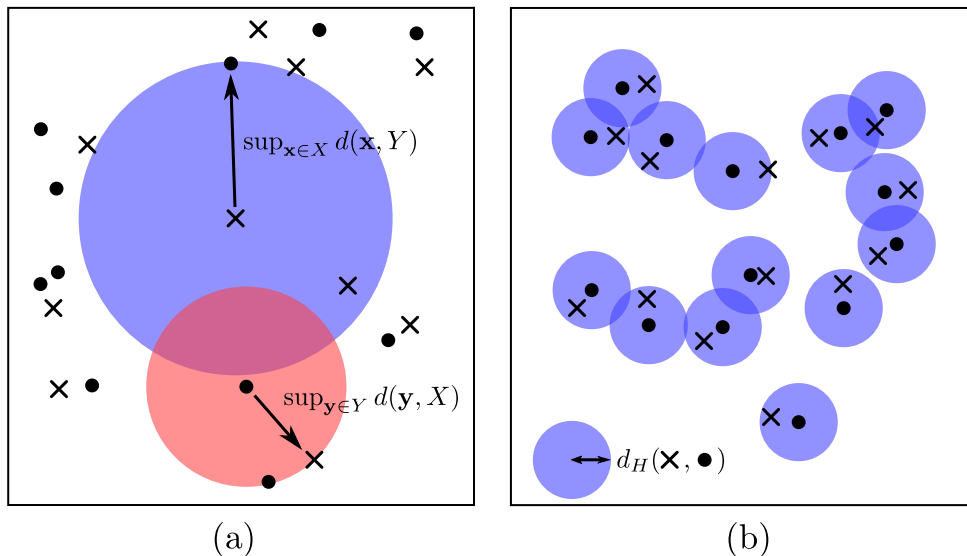 sup_{𝐱∈X} d(𝐱, Y)
sup_{𝐲∈Y} d(𝐲, X)
d_H(×, ●)
(a)
(b)